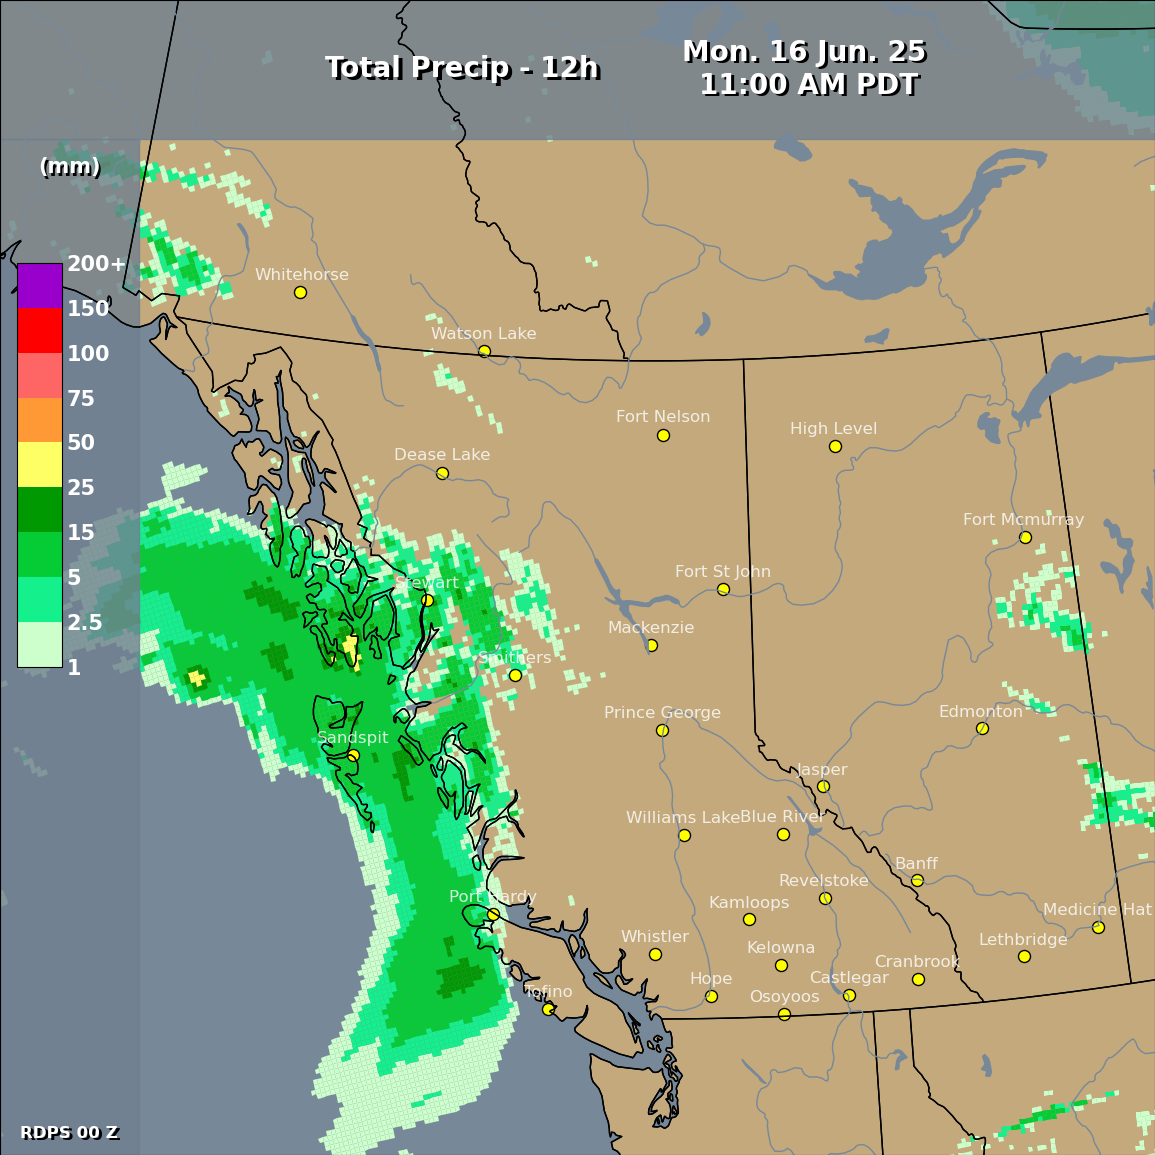 Total Precip - 12h
Mon. 16 Jun. 25
11:00 AM PDT
(mm)
200+
150
100
75
50
25
15
5
2.5
1
Whitehorse
Watson Lake
Fort Nelson
High Level
Dease Lake
Fort Mcmurray
Stewart
Fort St John
Mackenzie
Smithers
Prince George
Edmonton
Sandspit
Jasper
Williams Lake
Blue River
Banff
Revelstoke
Port Hardy
Kamloops
Medicine Hat
Whistler
Kelowna
Lethbridge
Cranbrook
Hope
Castlegar
Tofino
Osoyoos
RDPS 00 Z